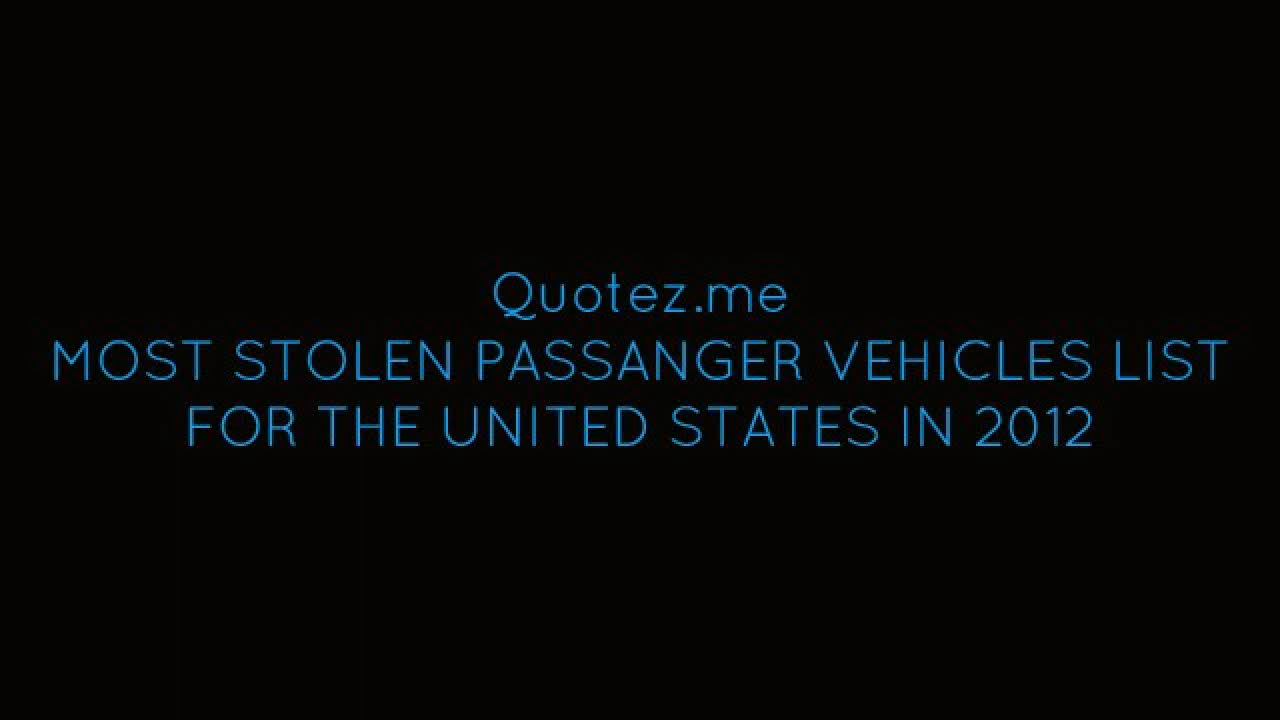 Quotez.me
MOST STOLEN PASSANGER VEHICLES LIST
FOR THE UNITED STATES IN 2012